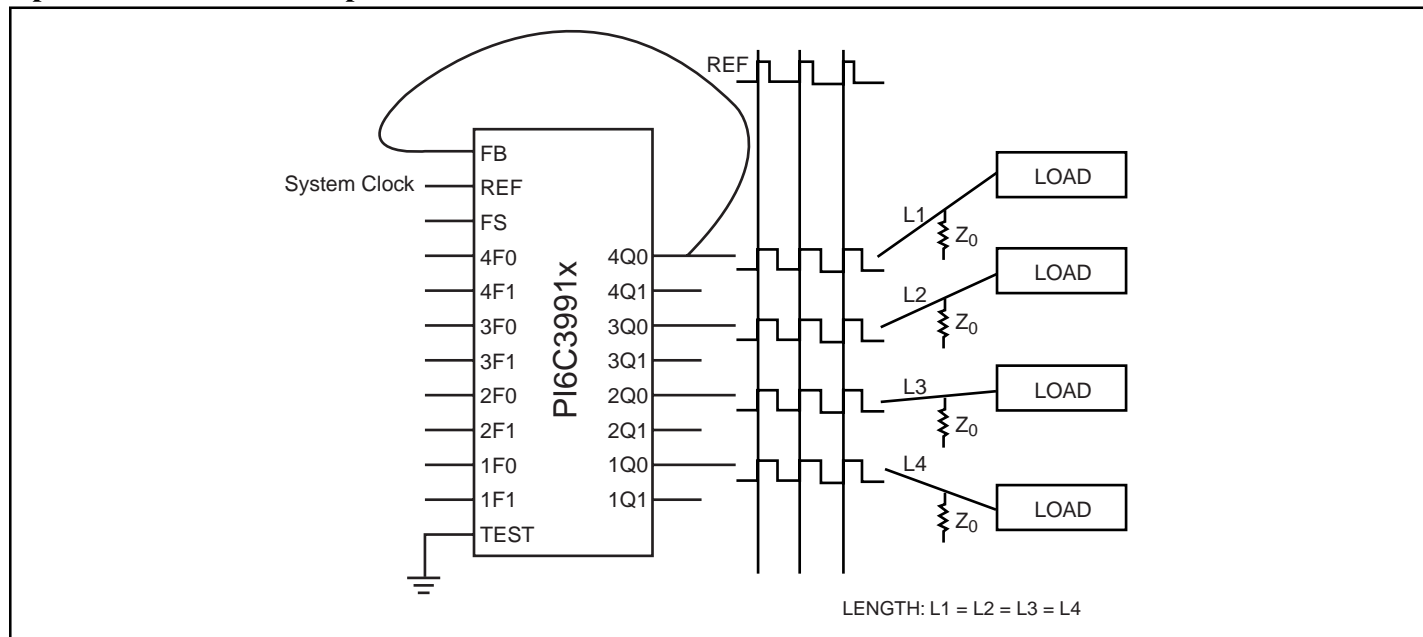 REF
FB
System Clock
REF
FS
4F0
4F1
3F0
3F1
2F0
2F1
1F0
1F1
TEST
PI6C3991x
4Q0
4Q1
3Q0
3Q1
2Q0
2Q1
1Q0
1Q1
L1
Z0
LOAD
L2
Z0
LOAD
L3
Z0
LOAD
L4
Z0
LOAD
LENGTH: L1 = L2 = L3 = L4